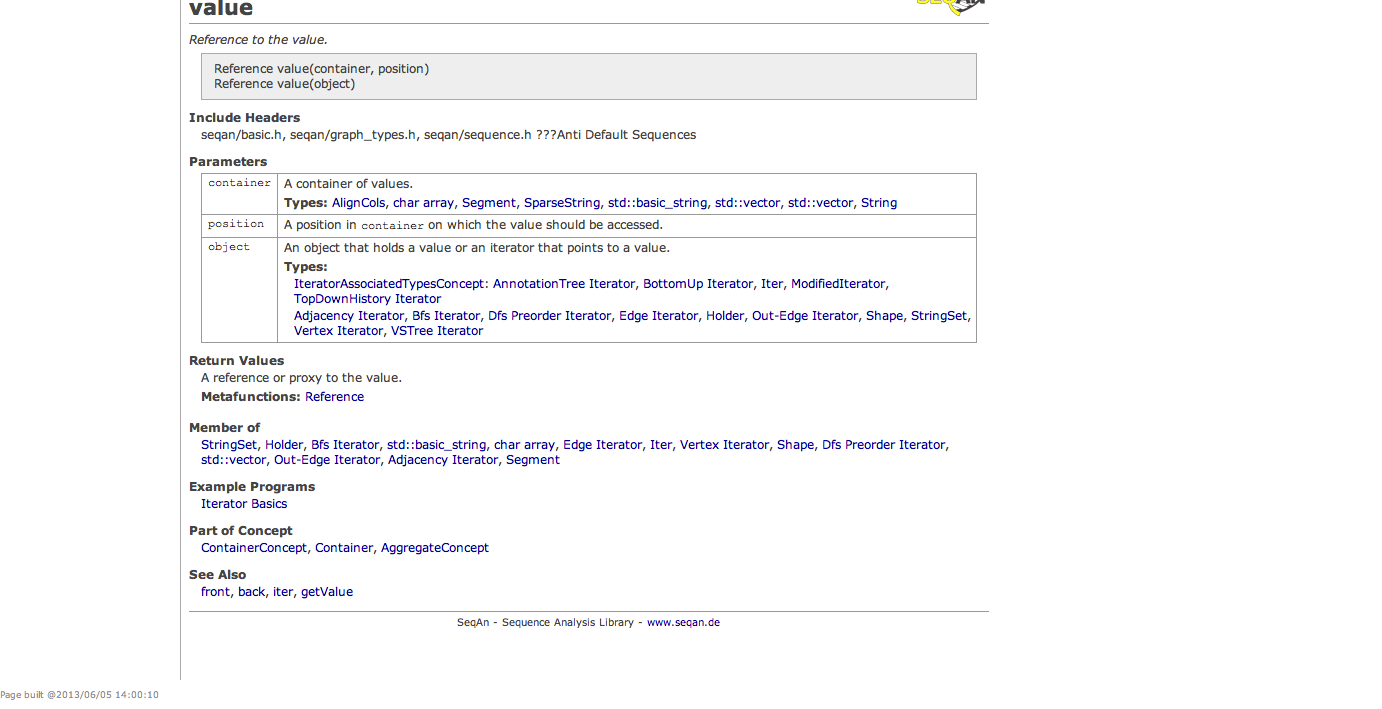 value
SEQAN
Reference to the value.
Reference value(container, position)
Reference value(object)
Include Headers
seqan/basic.h, seqan/graph_types.h, seqan/sequence.h ???Anti Default Sequences
Parameters
container A container of values.
Types: AlignCols, char array, Segment, SparseString, std::basic_string, std::vector, std::vector, String
position A position in container on which the value should be accessed.
object An object that holds a value or an iterator that points to a value.
Types:
IteratorAssociatedTypesConcept: AnnotationTree Iterator, BottomUp Iterator, Iter, ModifiedIterator,
TopDownHistory Iterator
Adjacency Iterator, Bfs Iterator, Dfs Preorder Iterator, Edge Iterator, Holder, Out-Edge Iterator, Shape, StringSet,
Vertex Iterator, VSTree Iterator
Return Values
A reference or proxy to the value.
Metafunctions: Reference
Member of
StringSet, Holder, Bfs Iterator, std::basic_string, char array, Edge Iterator, Iter, Vertex Iterator, Shape, Dfs Preorder Iterator,
std::vector, Out-Edge Iterator, Adjacency Iterator, Segment
Example Programs
Iterator Basics
Part of Concept
ContainerConcept, Container, AggregateConcept
See Also
front, back, iter, getValue
SeqAn - Sequence Analysis Library - www.seqan.de
Page built @2013/06/05 14:00:10